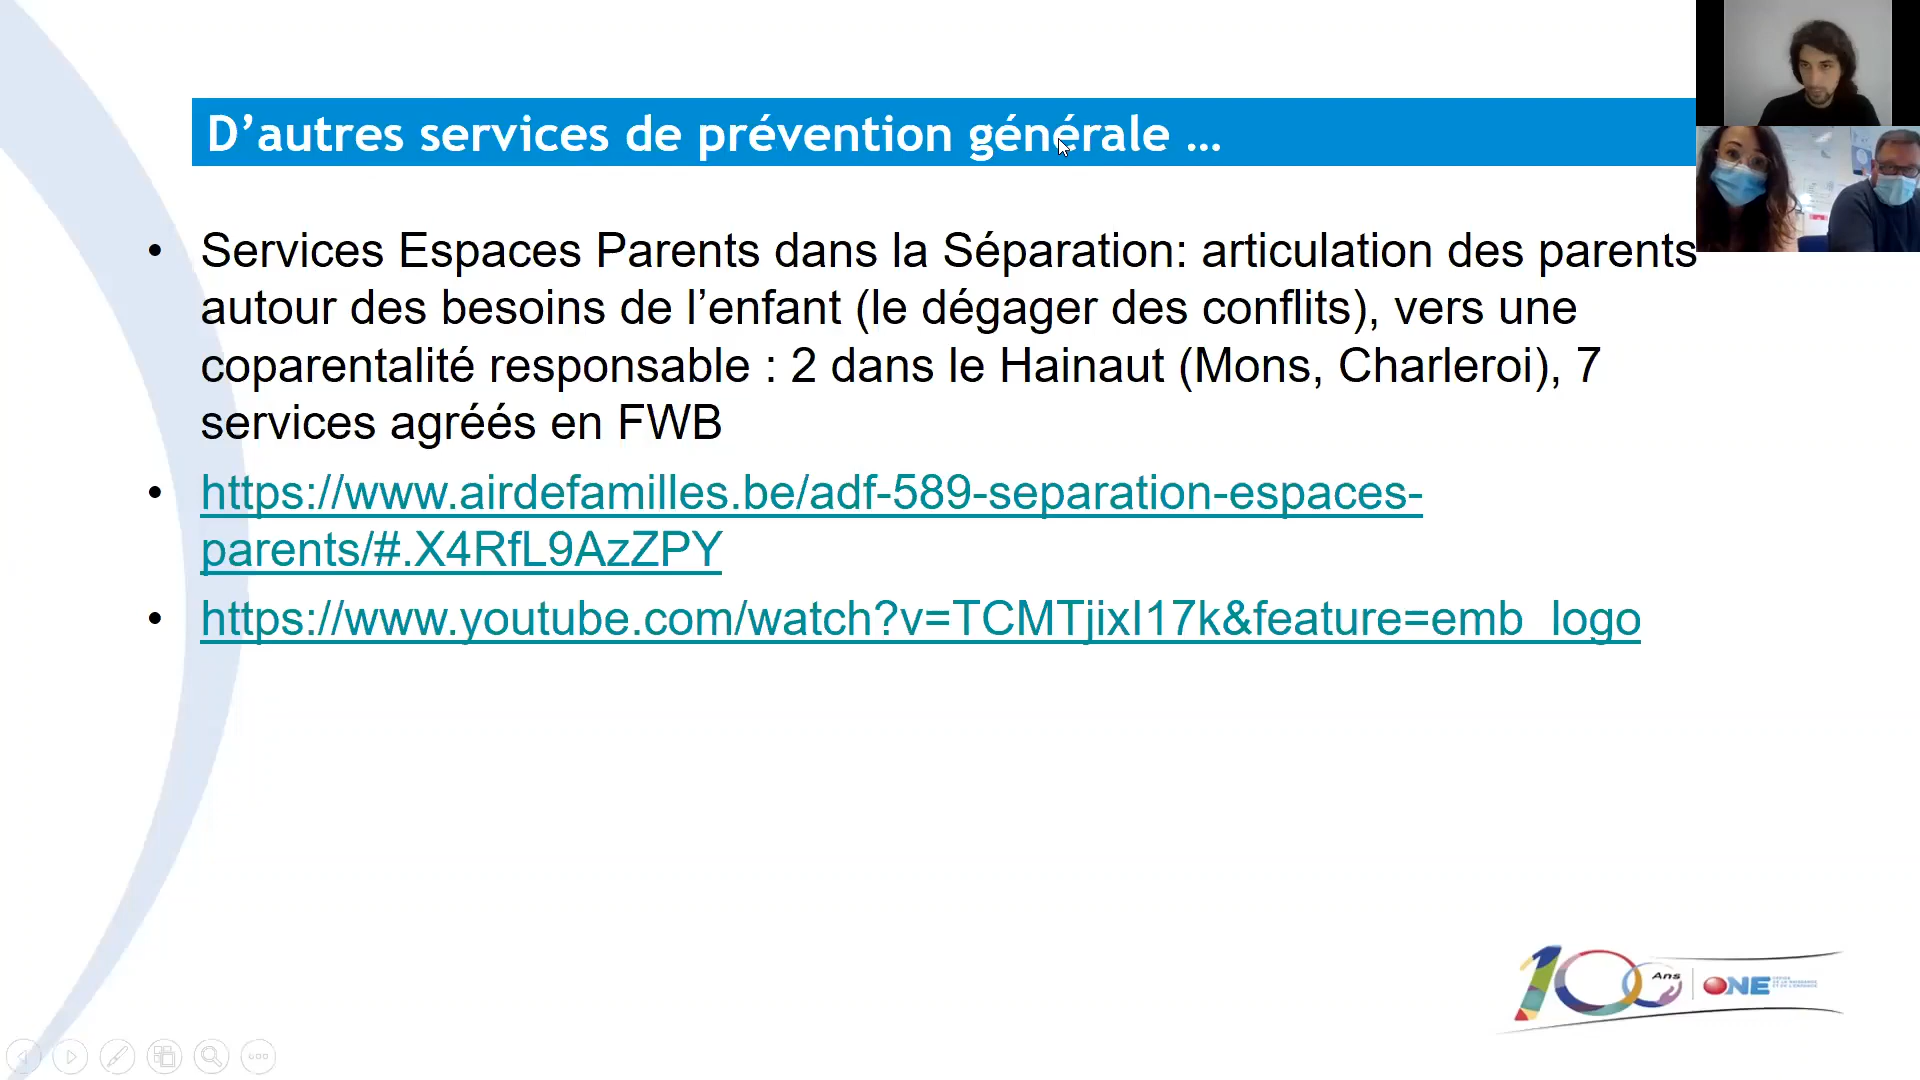 D’autres services de prévention générale …
• Services Espaces Parents dans la Séparation: articulation des parents
autour des besoins de l’enfant (le dégager des conflits), vers une
coparentalité responsable : 2 dans le Hainaut (Mons, Charleroi), 7
services agréés en FWB
• https://www.airdefamilles.be/adf-589-separation-espaces-
parents/#.X4RfL9AzZPY
• https://www.youtube.com/watch?v=TCMTjixI17k&feature=emb_logo
100 Ans
ONE